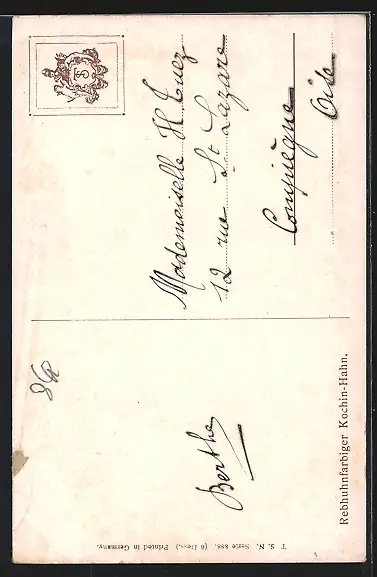 Mademoiselle H Luez
12 rue St Lazare
Compiègne
Oise
Berthe
Rebhuhnfarbiger Kochin-Hahn.
T. S. N. Serie 888. (6 Dess.) Printed in Germany.